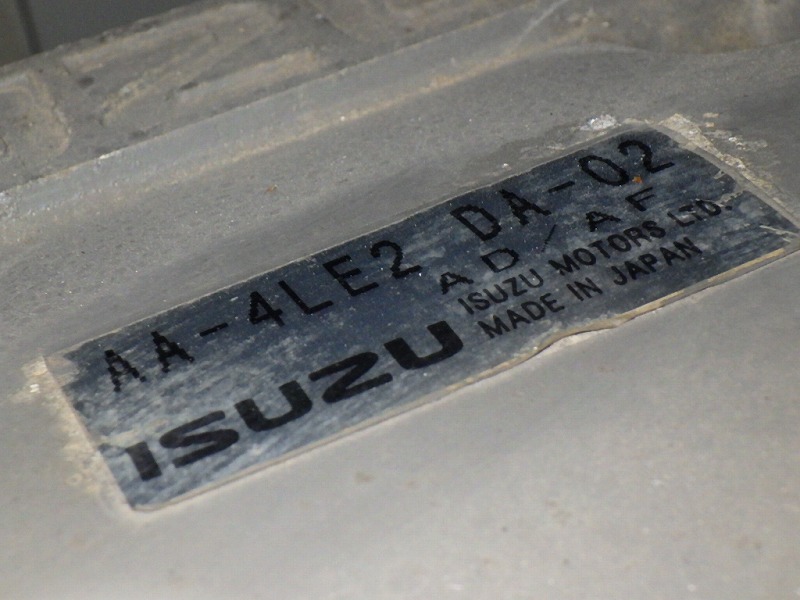 AA-4LE2 DA-02
AD/AF
ISUZU MOTORS LTD.
ISUZU MADE IN JAPAN